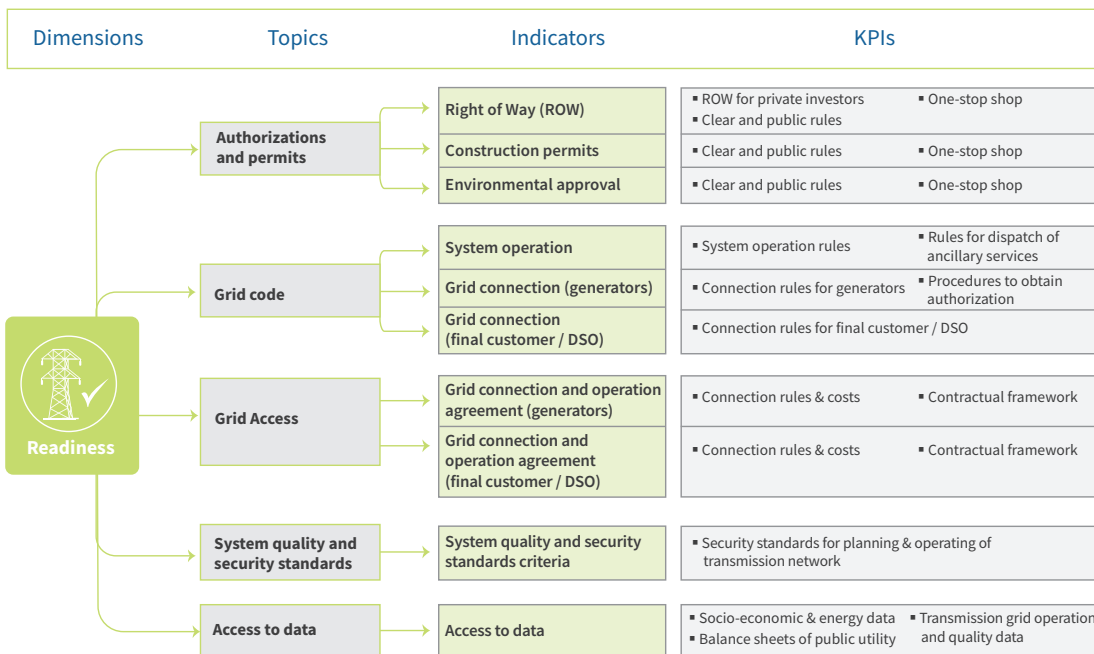 Dimensions Topics Indicators KPIs
Readiness
Authorizations
and permits
Right of Way (ROW)
▪ ROW for private investors ▪ One-stop shop
▪ Clear and public rules
Construction permits
▪ Clear and public rules ▪ One-stop shop
Environmental approval
▪ Clear and public rules ▪ One-stop shop
Grid code
System operation
▪ System operation rules
▪ Rules for dispatch of
ancillary services
Grid connection (generators)
▪ Connection rules for generators
▪ Procedures to obtain
authorization
Grid connection
(final customer / DSO)
▪ Connection rules for final customer / DSO
Grid Access
Grid connection and operation
agreement (generators)
▪ Connection rules & costs ▪ Contractual framework
Grid connection and
operation agreement
(final customer / DSO)
▪ Connection rules & costs ▪ Contractual framework
System quality and
security standards
System quality and security
standards criteria
▪ Security standards for planning & operating of
transmission network
Access to data
Access to data
▪ Socio-economic & energy data
▪ Balance sheets of public utility
▪ Transmission grid operation
and quality data